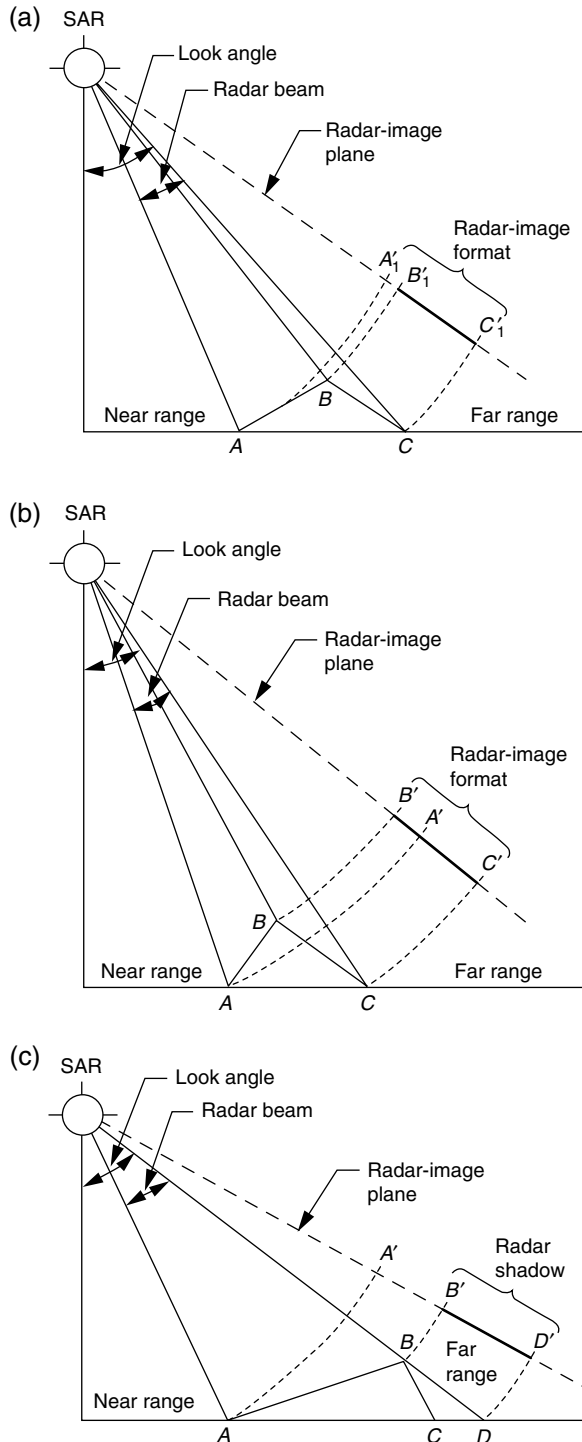 (a)
SAR
Look angle
Radar beam
Radar-image
plane
Radar-image
format
A′₁
B′₁
C′₁
B
Near range
Far range
A
C
(b)
SAR
Look angle
Radar beam
Radar-image
plane
Radar-image
format
B′
A′
C′
B
Near range
Far range
A
C
(c)
SAR
Look angle
Radar beam
Radar-image
plane
Radar
shadow
A′
B′
D′
B
Far
range
Near range
A
C
D